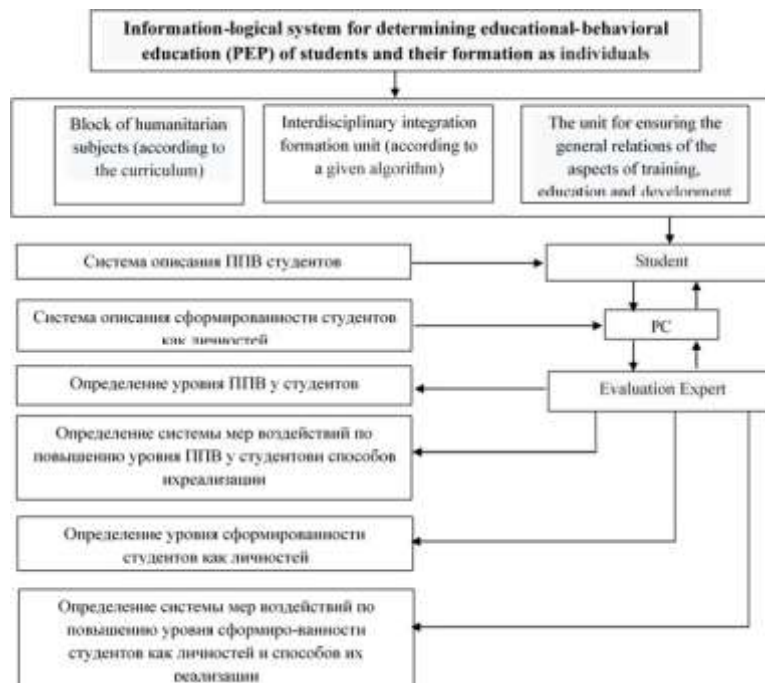 Information-logical system for determining educational-behavioral
education (PEP) of students and their formation as individuals
Block of humanitarian
subjects (according to
the curriculum)
Interdisciplinary integration
formation unit (according to
a given algorithm)
The unit for ensuring the
general relations of the
aspects of training,
education and development
Система описания ППВ студентов
Student
Система описания сформированности студентов
как личностей
PC
Определение уровня ППВ у студентов
Evaluation Expert
Определение системы мер воздействий по
повышению уровня ППВ у студентови способов
ихреализации
Определение уровня сформированности
студентов как личностей
Определение системы мер воздействий по
повышению уровня сформиро-ванности
студентов как личностей и способов их
реализации